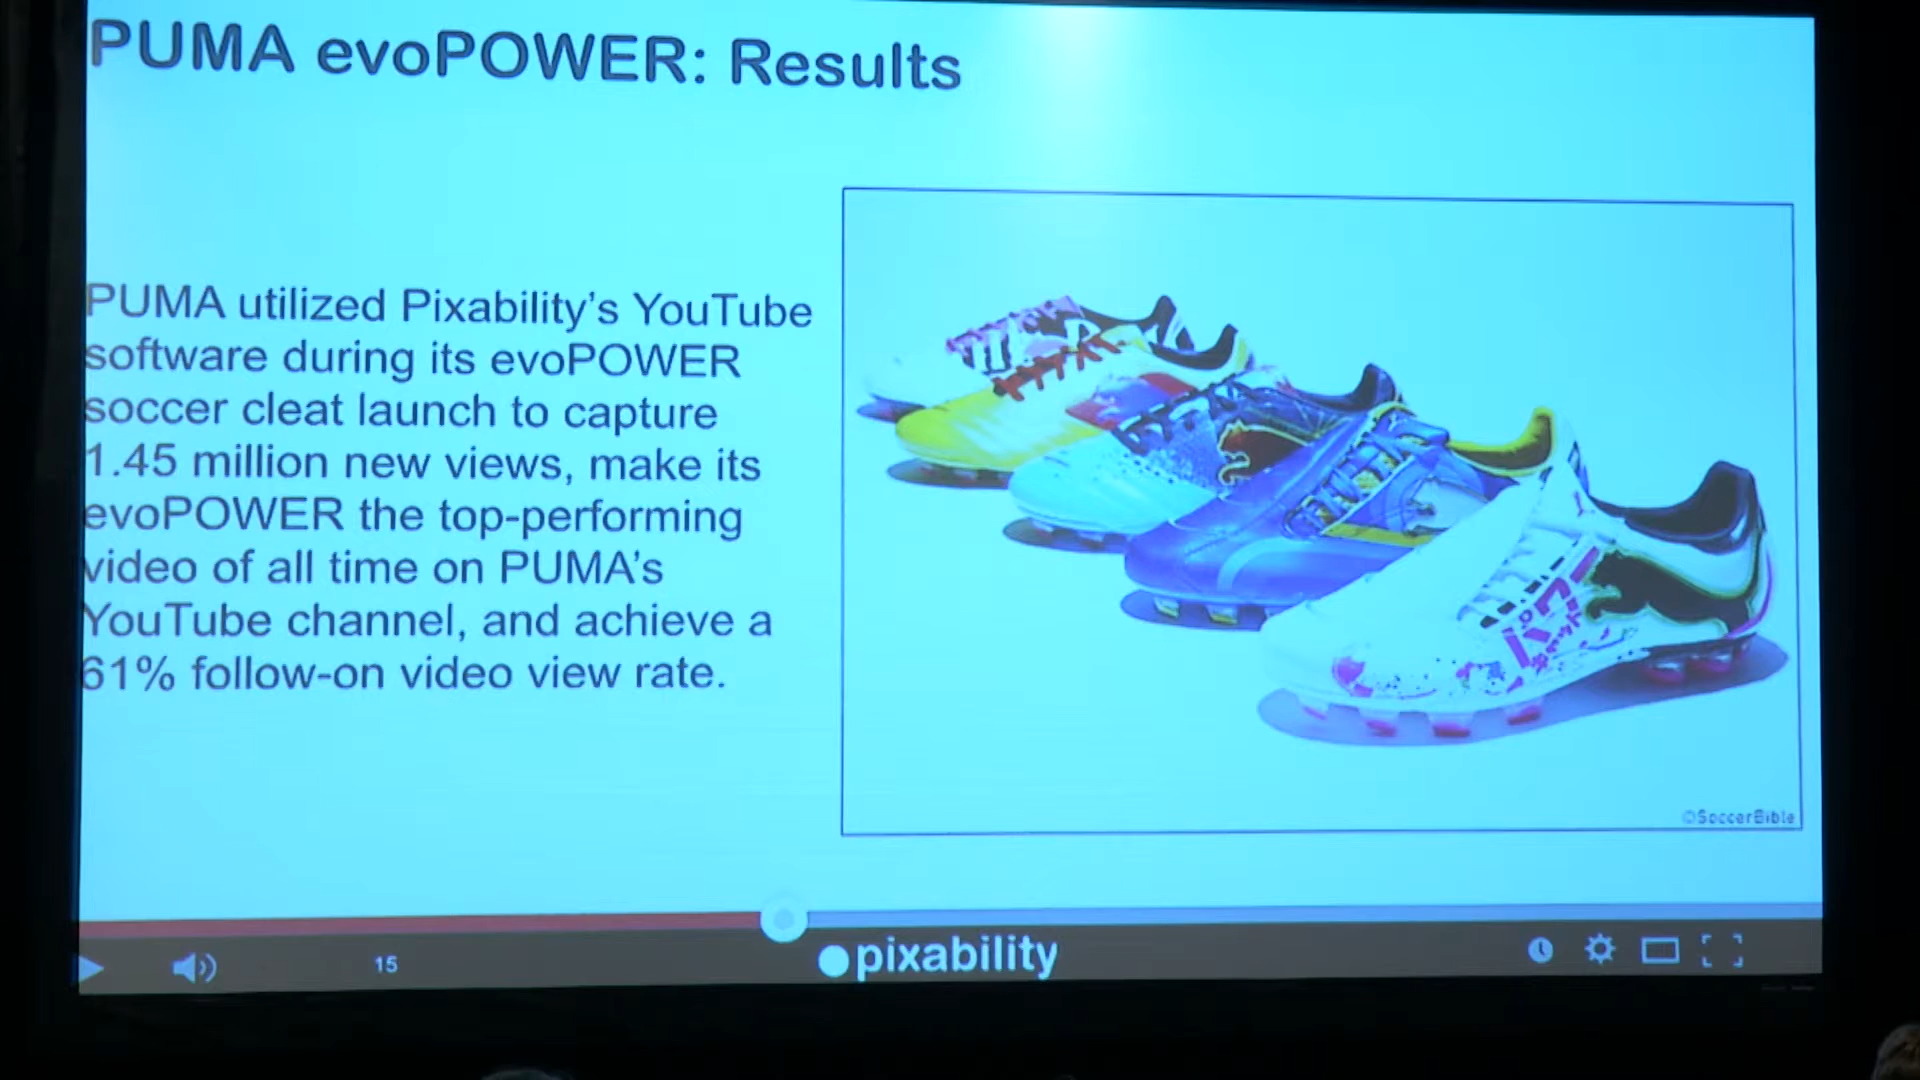 PUMA evoPOWER: Results
PUMA utilized Pixability’s YouTube
software during its evoPOWER
soccer cleat launch to capture
1.45 million new views, make its
evoPOWER the top-performing
video of all time on PUMA’s
YouTube channel, and achieve a
61% follow-on video view rate.
©SoccerBible
15
pixability